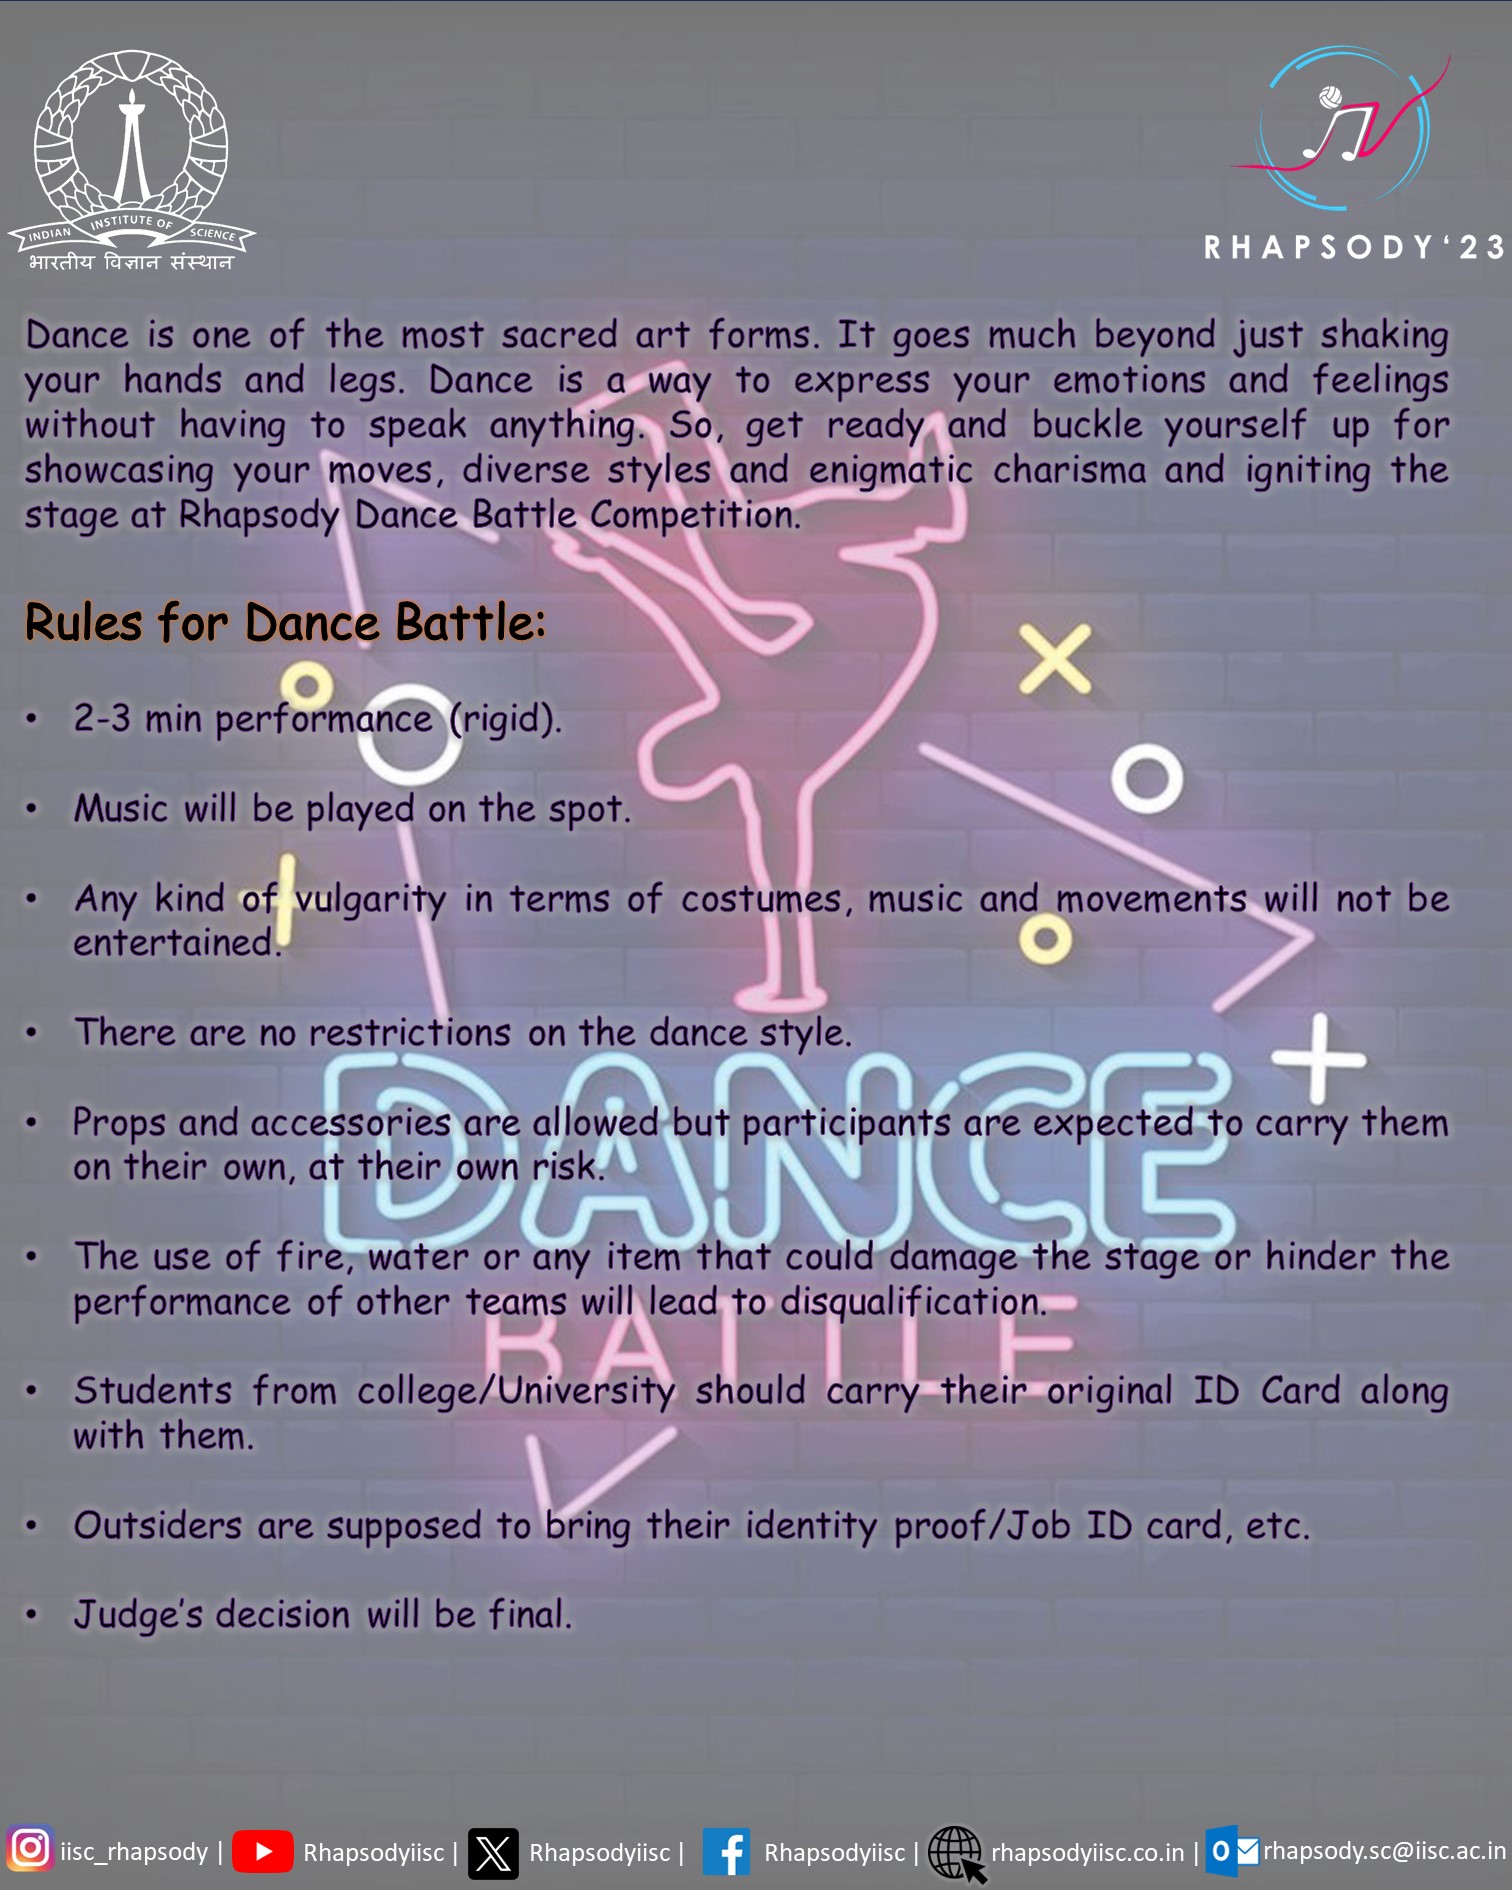 INDIAN INSTITUTE OF SCIENCE
भारतीय विज्ञान संस्थान
RHAPSODY‘23
Dance is one of the most sacred art forms. It goes much beyond just shaking
your hands and legs. Dance is a way to express your emotions and feelings
without having to speak anything. So, get ready and buckle yourself up for
showcasing your moves, diverse styles and enigmatic charisma and igniting the
stage at Rhapsody Dance Battle Competition.
Rules for Dance Battle:
• 2-3 min performance (rigid).
• Music will be played on the spot.
• Any kind of vulgarity in terms of costumes, music and movements will not be
entertained.
• There are no restrictions on the dance style.
DANCE
• Props and accessories are allowed but participants are expected to carry them
on their own, at their own risk.
• The use of fire, water or any item that could damage the stage or hinder the
performance of other teams will lead to disqualification.
BATTLE
• Students from college/University should carry their original ID Card along
with them.
• Outsiders are supposed to bring their identity proof/Job ID card, etc.
• Judge’s decision will be final.
iisc_rhapsody | Rhapsodyiisc | Rhapsodyiisc | Rhapsodyiisc | rhapsodyiisc.co.in | rhapsody.sc@iisc.ac.in